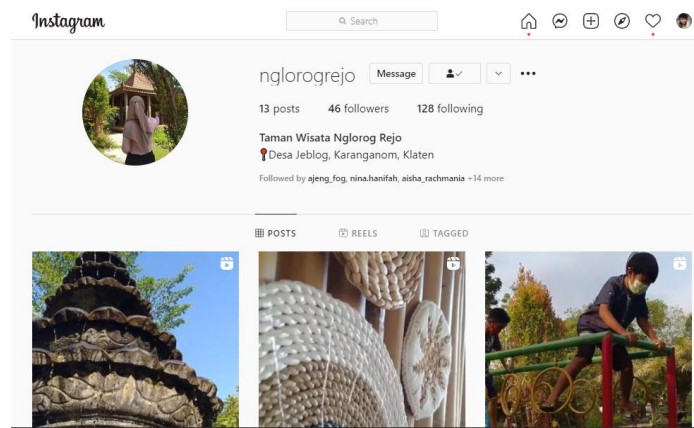 Instagram
Search
nglorogrejo Message
13 posts 46 followers 128 following
Taman Wisata Nglorog Rejo
Desa Jeblog, Karanganom, Klaten
Followed by ajeng_fog, nina.hanifah, aisha_rachmania +14 more
POSTS REELS TAGGED